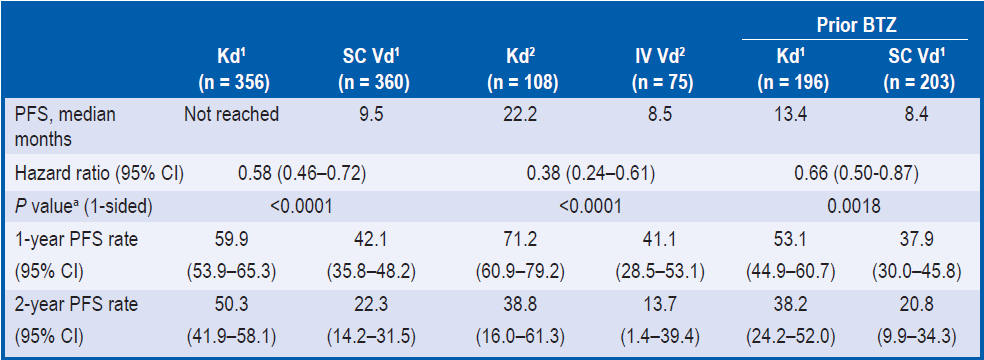 Prior BTZ
Kd¹ SC Vd¹ Kd² IV Vd² Kd¹ SC Vd¹
(n = 356) (n = 360) (n = 108) (n = 75) (n = 196) (n = 203)
PFS, median Not reached 9.5 22.2 8.5 13.4 8.4
months
Hazard ratio (95% CI) 0.58 (0.46–0.72) 0.38 (0.24–0.61) 0.66 (0.50-0.87)
P valueᵃ (1-sided) <0.0001 <0.0001 0.0018
1-year PFS rate 59.9 42.1 71.2 41.1 53.1 37.9
(95% CI) (53.9–65.3) (35.8–48.2) (60.9–79.2) (28.5–53.1) (44.9–60.7) (30.0–45.8)
2-year PFS rate 50.3 22.3 38.8 13.7 38.2 20.8
(95% CI) (41.9–58.1) (14.2–31.5) (16.0–61.3) (1.4–39.4) (24.2–52.0) (9.9–34.3)